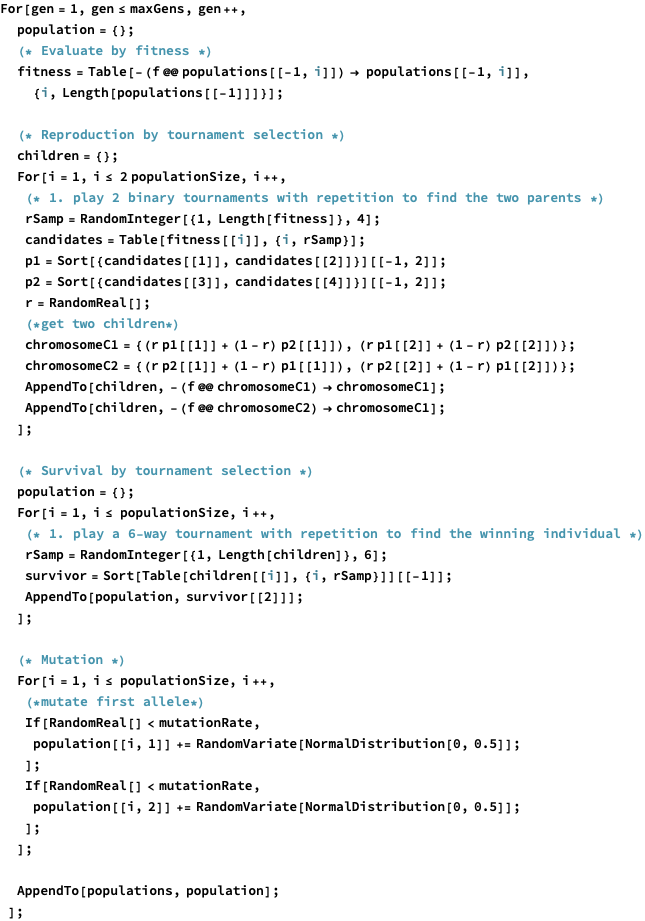 For[gen = 1, gen ≤ maxGens, gen++,
population = {};
(* Evaluate by fitness *)
fitness = Table[-(f @@ populations[[-1, i]]) → populations[[-1, i]],
{i, Length[populations[[-1]]]}];
(* Reproduction by tournament selection *)
children = {};
For[i = 1, i ≤ 2 populationSize, i++,
(* 1. play 2 binary tournaments with repetition to find the two parents *)
rSamp = RandomInteger[{1, Length[fitness]}, 4];
candidates = Table[fitness[[i]], {i, rSamp}];
p1 = Sort[{candidates[[1]], candidates[[2]]}][[-1, 2]];
p2 = Sort[{candidates[[3]], candidates[[4]]}][[-1, 2]];
r = RandomReal[];
(*get two children*)
chromosomeC1 = {(r p1[[1]] + (1 - r) p2[[1]]), (r p1[[2]] + (1 - r) p2[[2]])};
chromosomeC2 = {(r p2[[1]] + (1 - r) p1[[1]]), (r p2[[2]] + (1 - r) p1[[2]])};
AppendTo[children, -(f @@ chromosomeC1) → chromosomeC1];
AppendTo[children, -(f @@ chromosomeC2) → chromosomeC1];
];
(* Survival by tournament selection *)
population = {};
For[i = 1, i ≤ populationSize, i++,
(* 1. play a 6-way tournament with repetition to find the winning individual *)
rSamp = RandomInteger[{1, Length[children]}, 6];
survivor = Sort[Table[children[[i]], {i, rSamp}]][[-1]];
AppendTo[population, survivor[[2]]];
];
(* Mutation *)
For[i = 1, i ≤ populationSize, i++,
(*mutate first allele*)
If[RandomReal[] < mutationRate,
population[[i, 1]] += RandomVariate[NormalDistribution[0, 0.5]];
];
If[RandomReal[] < mutationRate,
population[[i, 2]] += RandomVariate[NormalDistribution[0, 0.5]];
];
];
AppendTo[populations, population];
];